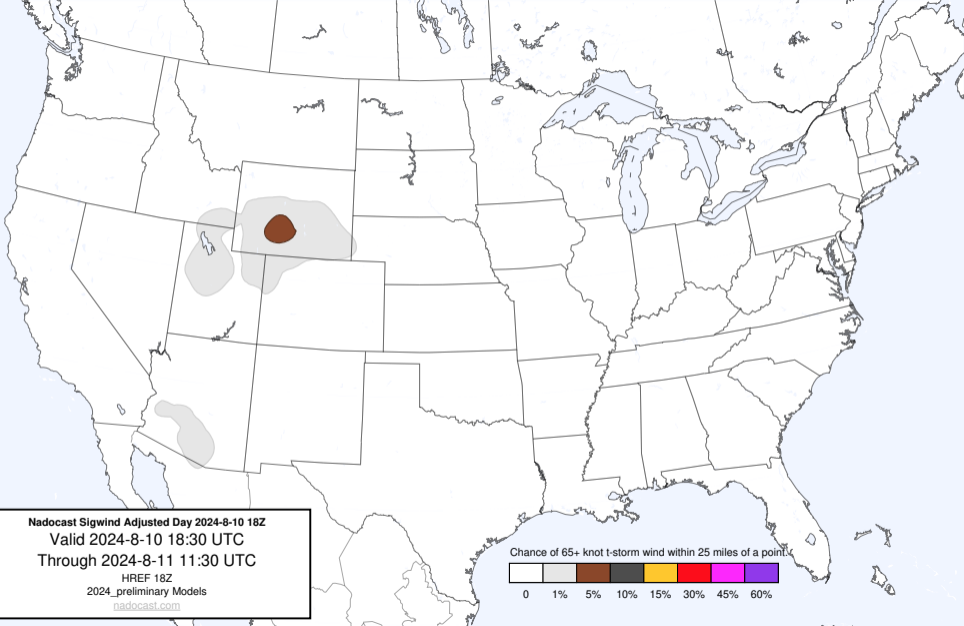 Nadocast Sigwind Adjusted Day 2024-8-10 18Z
Valid 2024-8-10 18:30 UTC
Through 2024-8-11 11:30 UTC
HREF 18Z
2024_preliminary Models
nadocast.com
Chance of 65+ knot t-storm wind within 25 miles of a point.
0 1% 5% 10% 15% 30% 45% 60%